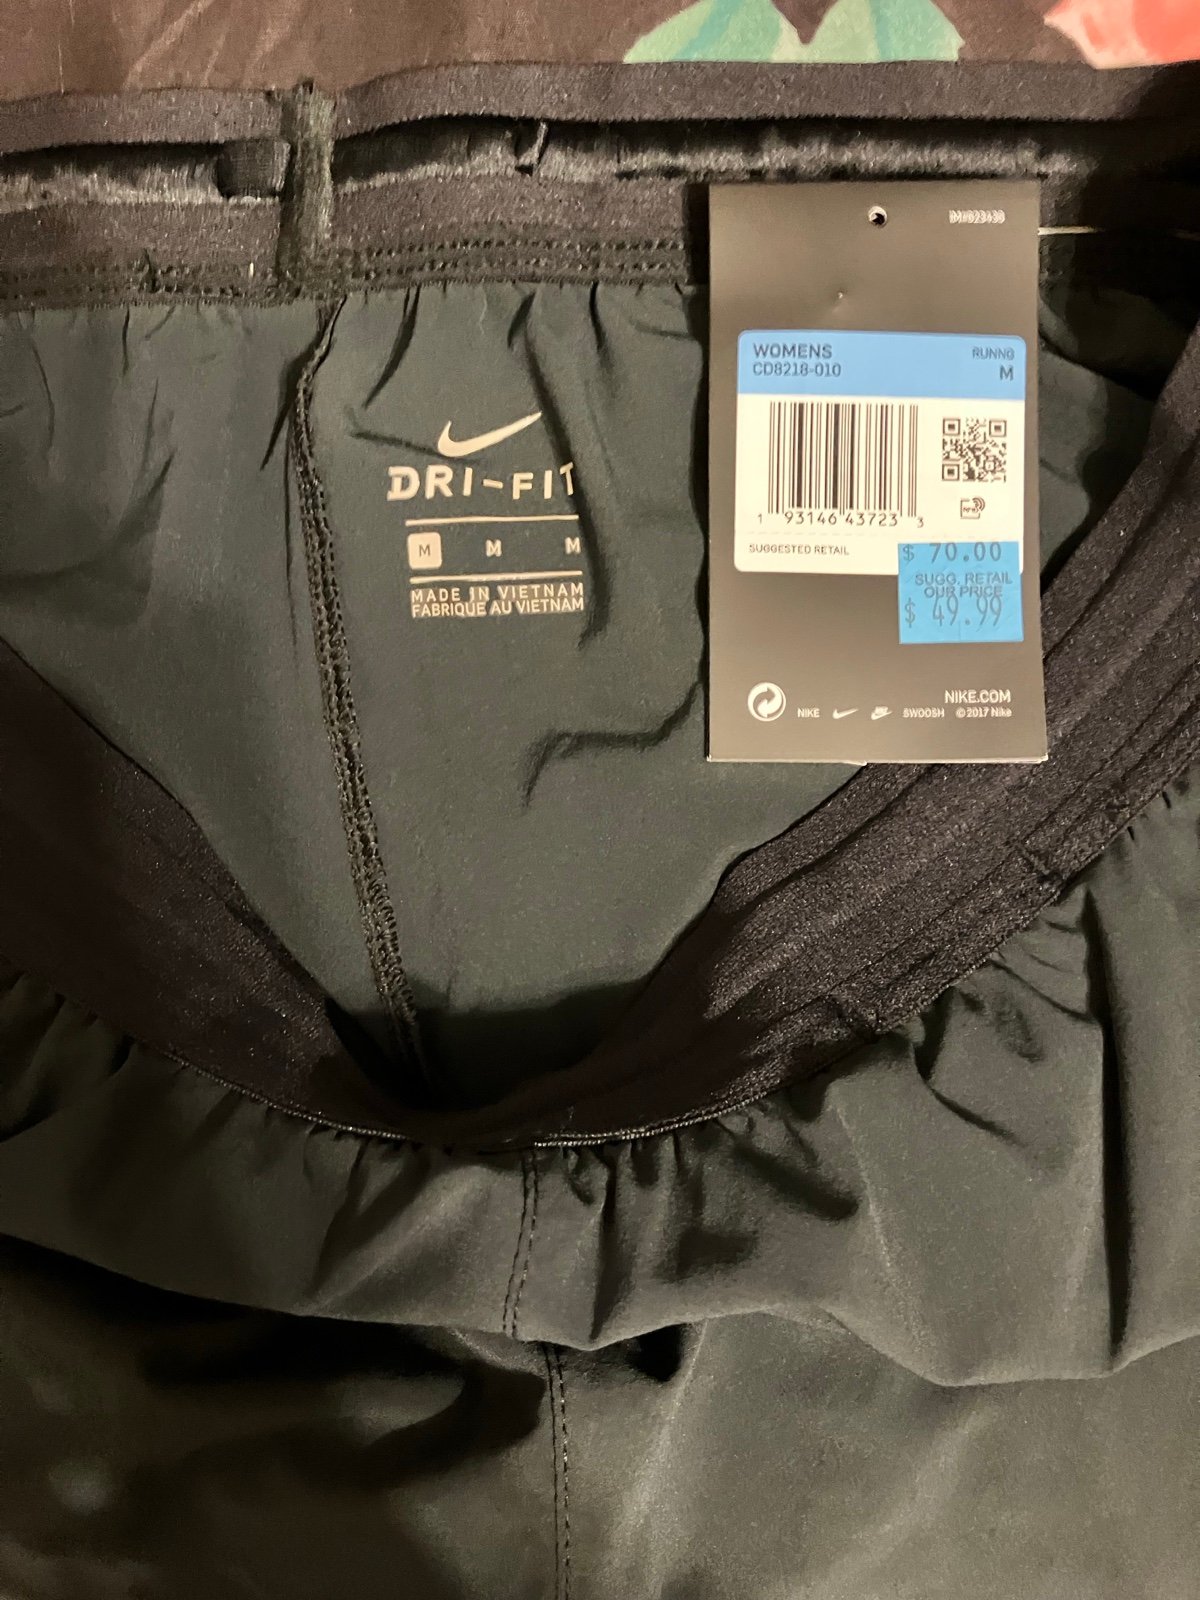 DRI-FIT
M M M
MADE IN VIETNAM
FABRIQUE AU VIETNAM
WOMENS
CD8218-010
RUNNG
M
1 93146 43723 3
SUGGESTED RETAIL
$ 70.00
SUGG. RETAIL
OUR PRICE
$ 49.99
NIKE.COM
NIKE SWOOSH © 2017 Nike